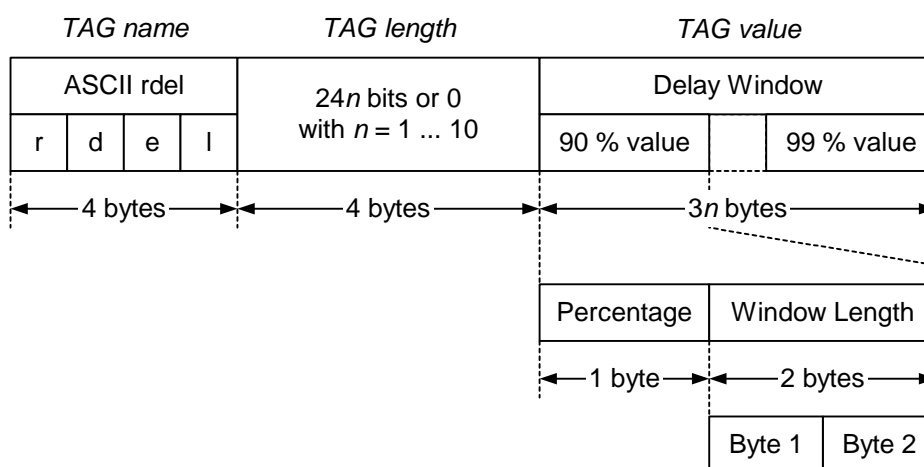 TAG name TAG length TAG value
ASCII rdel
24n bits or 0
with n = 1 ... 10
Delay Window
r d e l
90 % value 99 % value
4 bytes 4 bytes 3n bytes
Percentage Window Length
1 byte 2 bytes
Byte 1 Byte 2